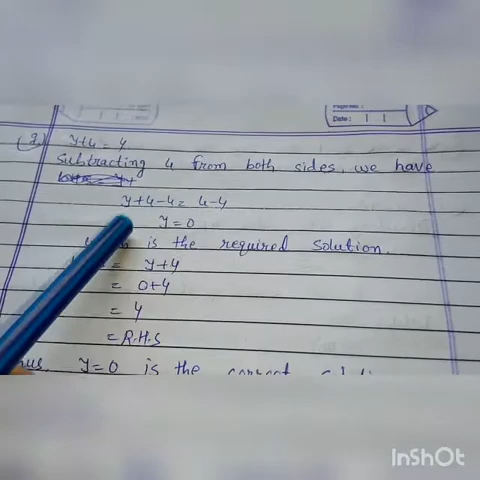 Page No.:
Date:
(2) y+4 = 4
Subtracting 4 from both sides, we have
y+4-4 = 4-4
y=0
is the required solution.
= y+4
= 0+4
= 4
= R.H.S
y=0 is the correct
InShOt